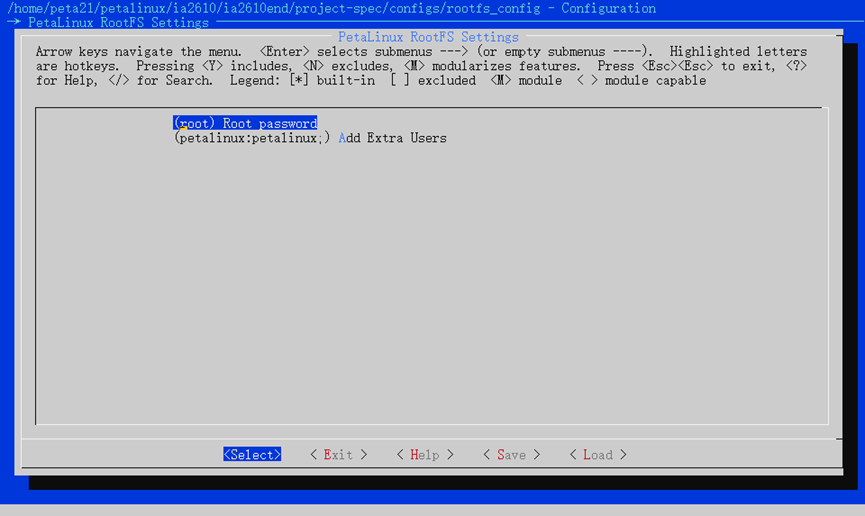 /home/peta21/petalinux/ia2610/ia2610end/project-spec/configs/rootfs_config - Configuration
→ PetaLinux RootFS Settings
PetaLinux RootFS Settings
Arrow keys navigate the menu.  <Enter> selects submenus ---> (or empty submenus ----).  Highlighted letters
are hotkeys.  Pressing <Y> includes, <N> excludes, <M> modularizes features.  Press <Esc><Esc> to exit, <?>
for Help, </> for Search.  Legend: [*] built-in  [ ] excluded  <M> module  < > module capable
(root) Root password
(petalinux:petalinux;) Add Extra Users
<Select>    < Exit >    < Help >    < Save >    < Load >